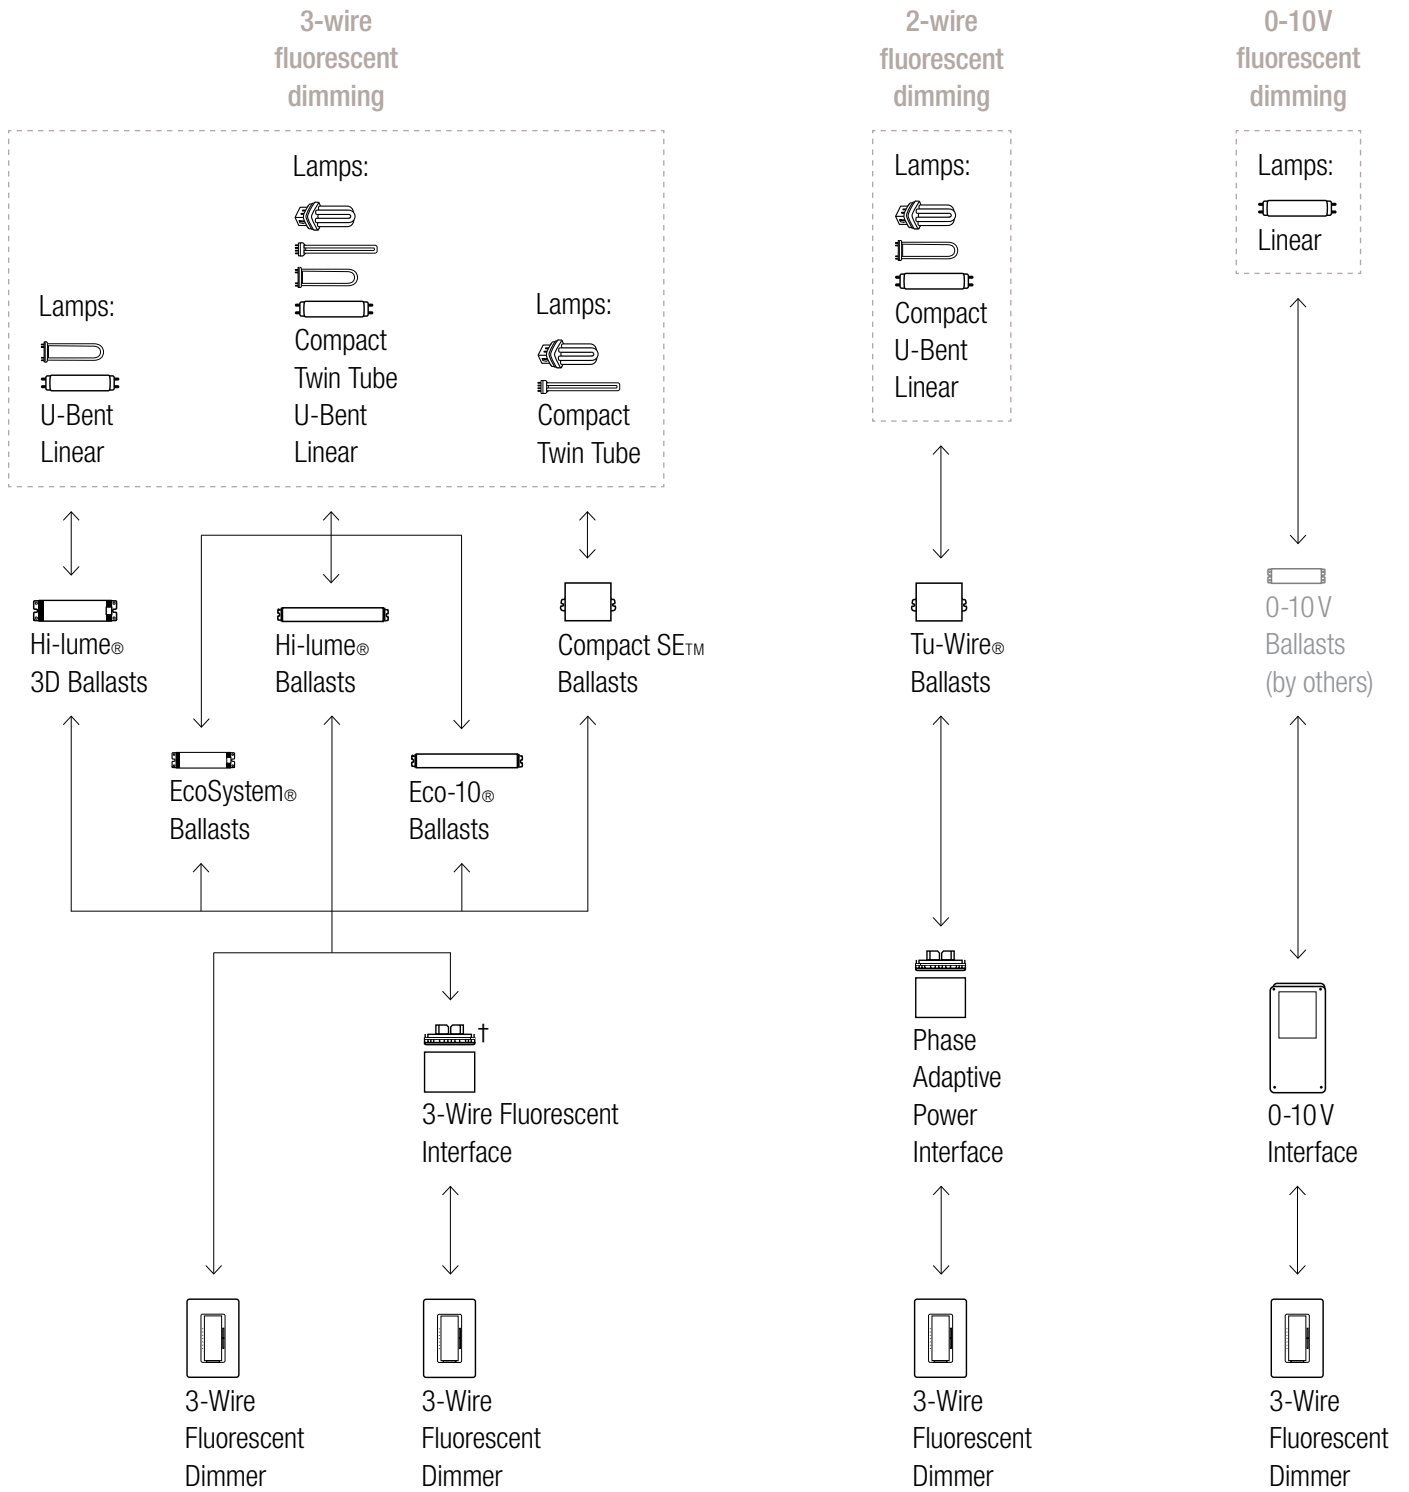 3-wire
fluorescent
dimming
2-wire
fluorescent
dimming
0-10V
fluorescent
dimming
Lamps:
U-Bent
Linear
Lamps:
Compact
Twin Tube
U-Bent
Linear
Lamps:
Compact
Twin Tube
Lamps:
Compact
U-Bent
Linear
Lamps:
Linear
Hi-lume®
3D Ballasts
Hi-lume®
Ballasts
Compact SE™
Ballasts
Tu-Wire®
Ballasts
0-10V
Ballasts
(by others)
EcoSystem®
Ballasts
Eco-10®
Ballasts
†
3-Wire Fluorescent
Interface
Phase
Adaptive
Power
Interface
0-10V
Interface
3-Wire
Fluorescent
Dimmer
3-Wire
Fluorescent
Dimmer
3-Wire
Fluorescent
Dimmer
3-Wire
Fluorescent
Dimmer